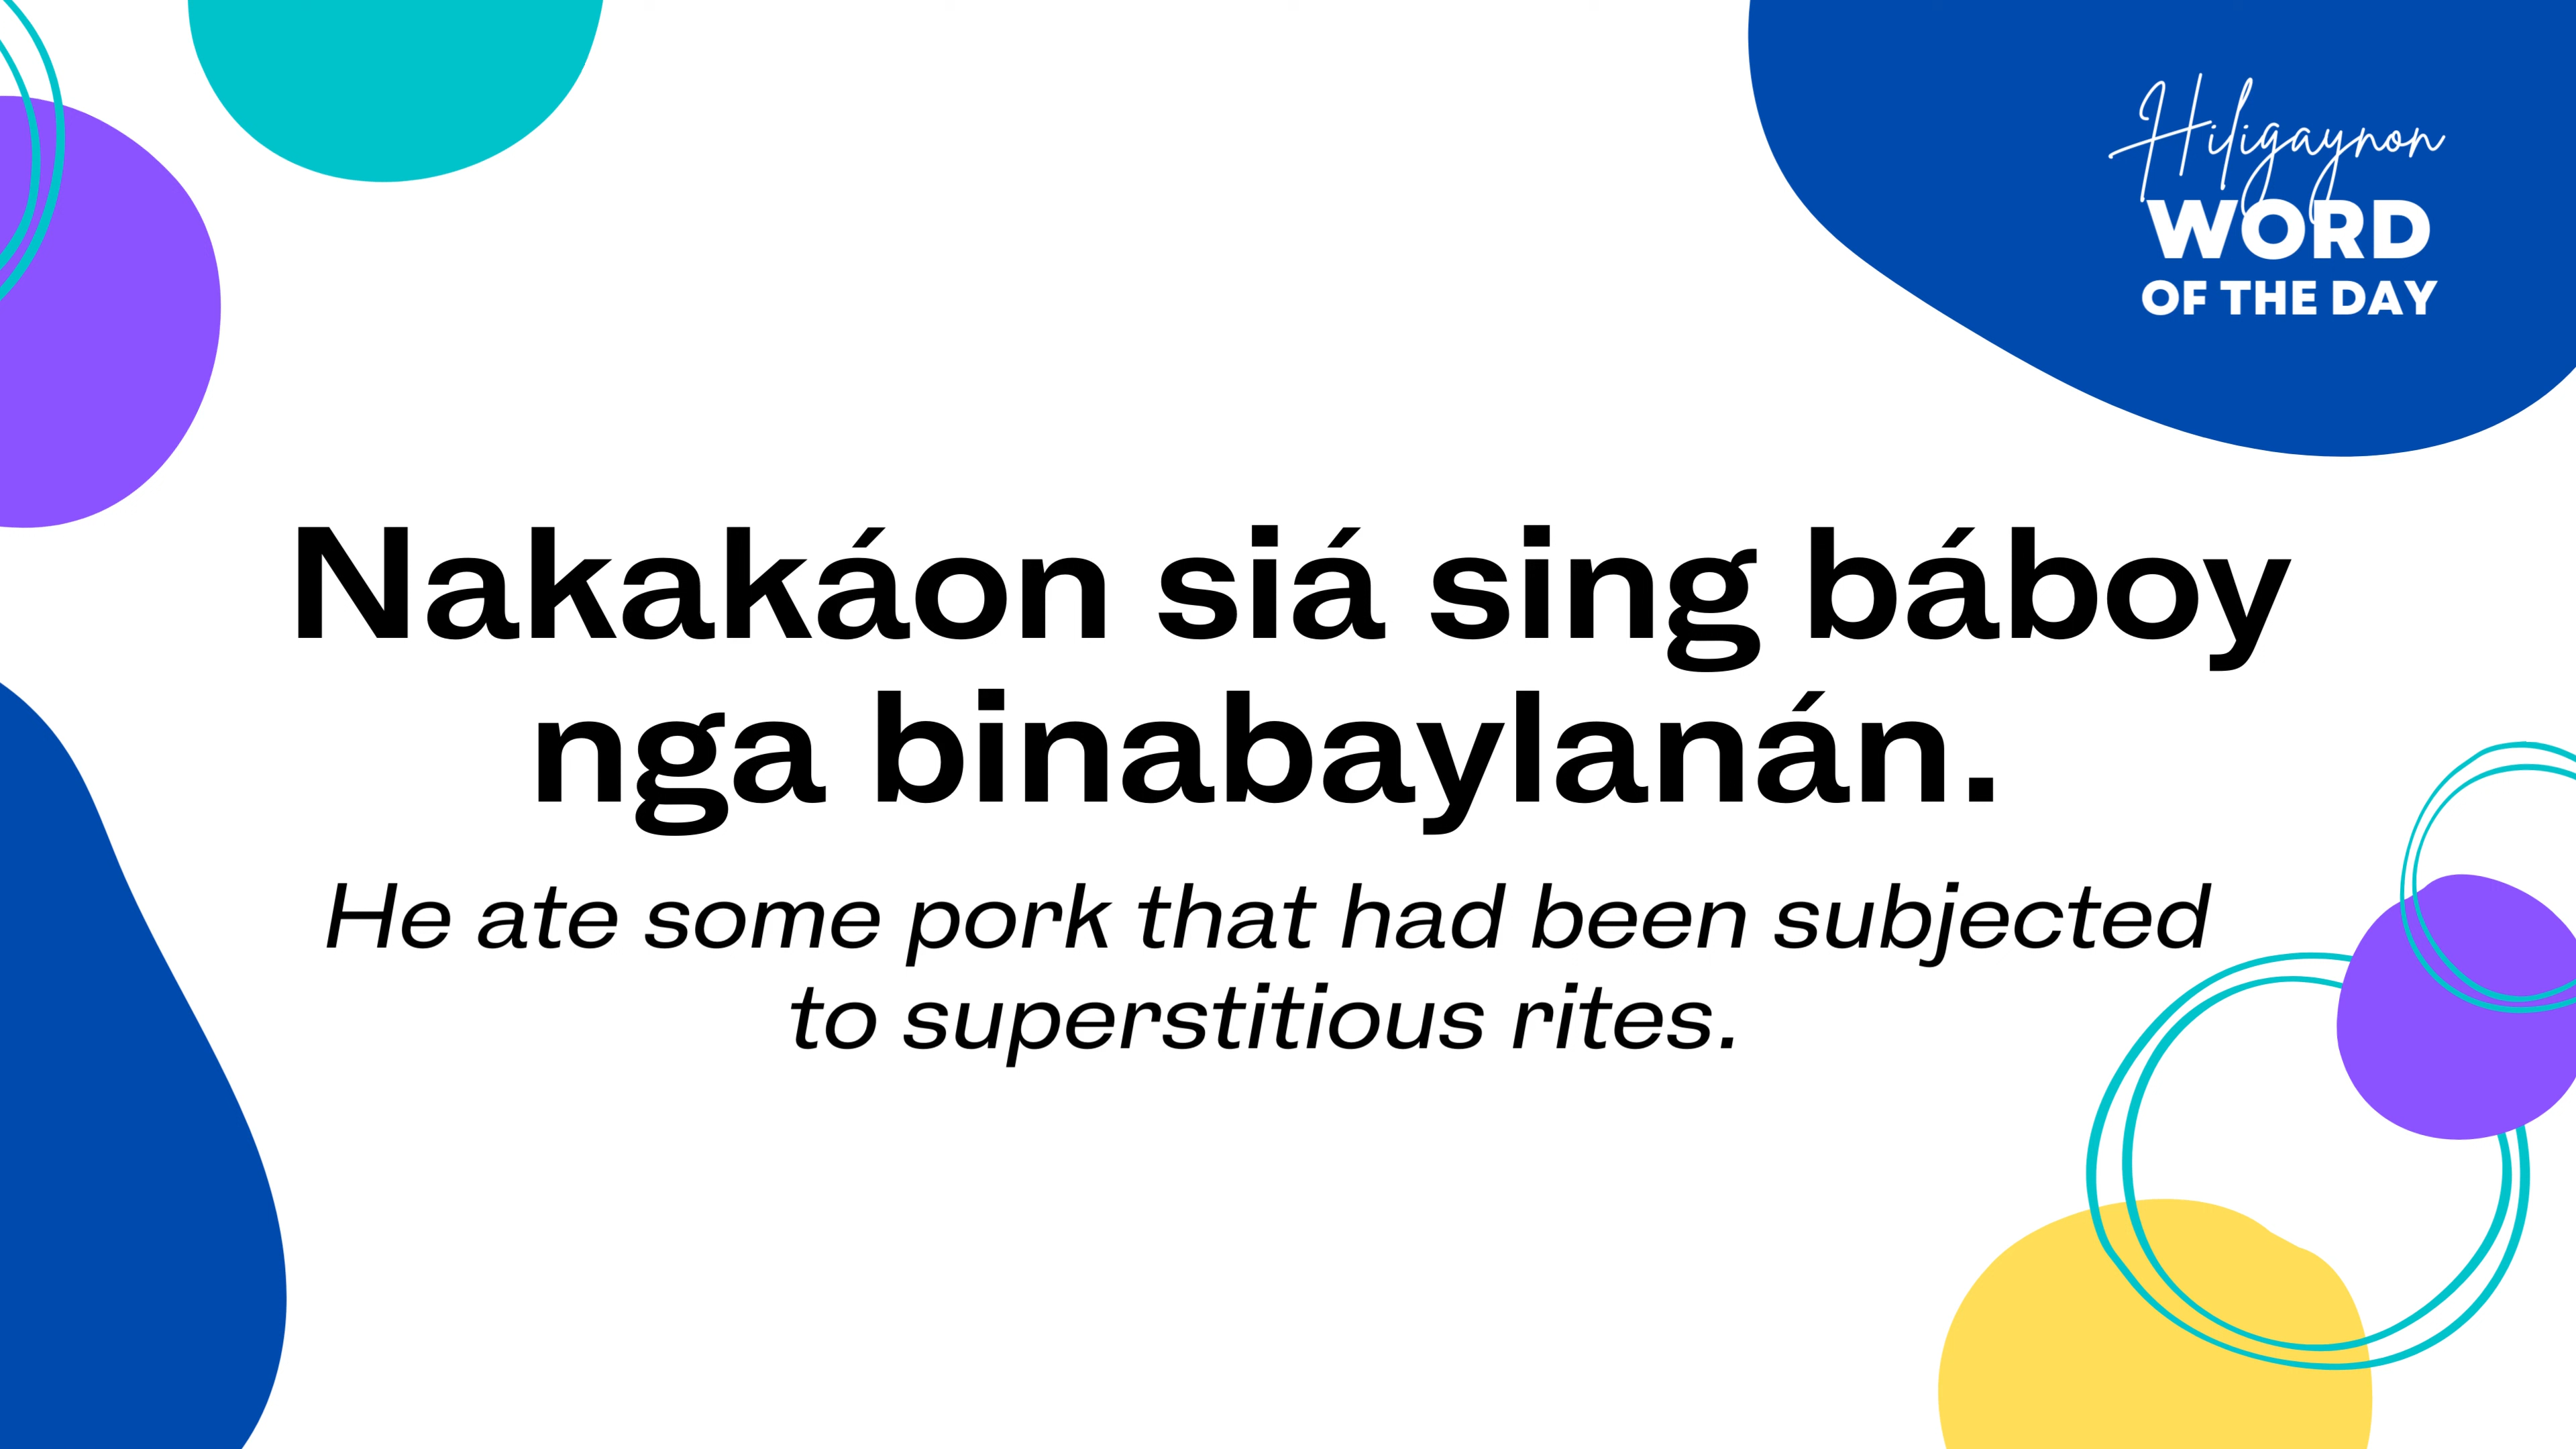 Hiligaynon
WORD
OF THE DAY
Nakakáon siá sing báboy
nga binabaylanán.
He ate some pork that had been subjected
to superstitious rites.